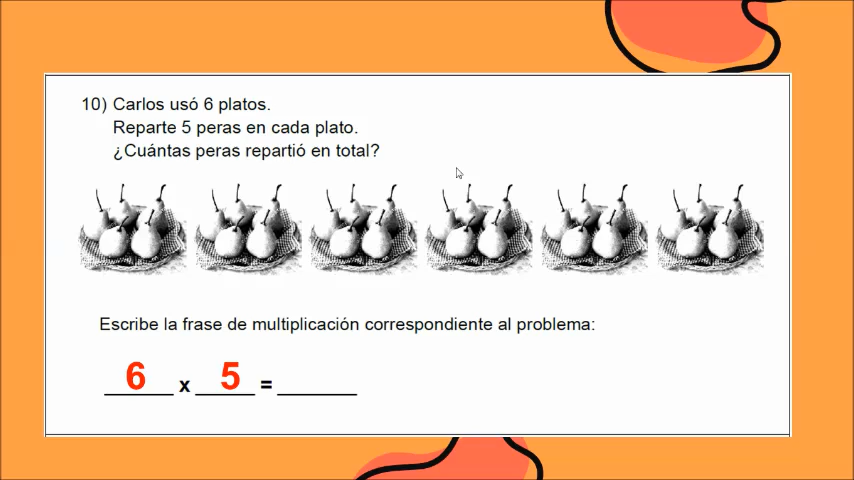 10) Carlos usó 6 platos.
Reparte 5 peras en cada plato.
¿Cuántas peras repartió en total?
Escribe la frase de multiplicación correspondiente al problema:
6 x 5 =